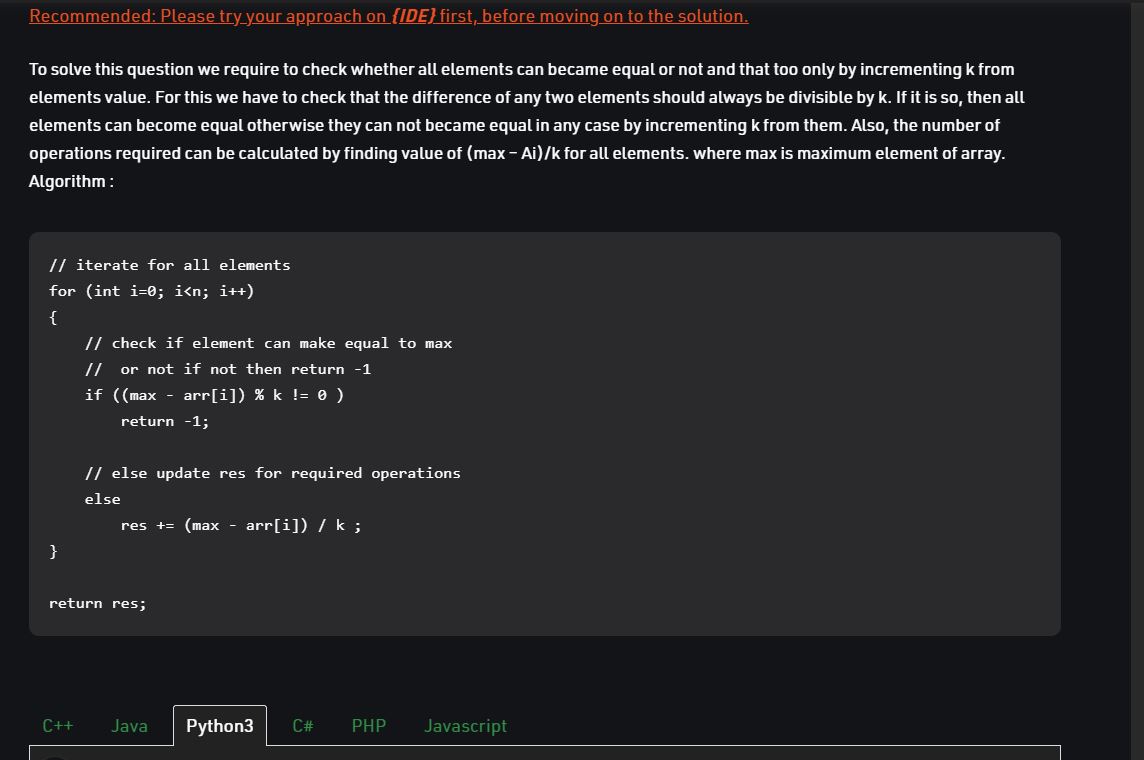 Recommended: Please try your approach on {IDE} first, before moving on to the solution.
To solve this question we require to check whether all elements can became equal or not and that too only by incrementing k from
elements value. For this we have to check that the difference of any two elements should always be divisible by k. If it is so, then all
elements can become equal otherwise they can not became equal in any case by incrementing k from them. Also, the number of
operations required can be calculated by finding value of (max – Ai)/k for all elements. where max is maximum element of array.
Algorithm :
// iterate for all elements
for (int i=0; i<n; i++)
{
    // check if element can make equal to max
    //  or not if not then return -1
    if ((max - arr[i]) % k != 0 )
        return -1;
    // else update res for required operations
    else
        res += (max - arr[i]) / k ;
}
return res;
C++ Java Python3 C# PHP Javascript